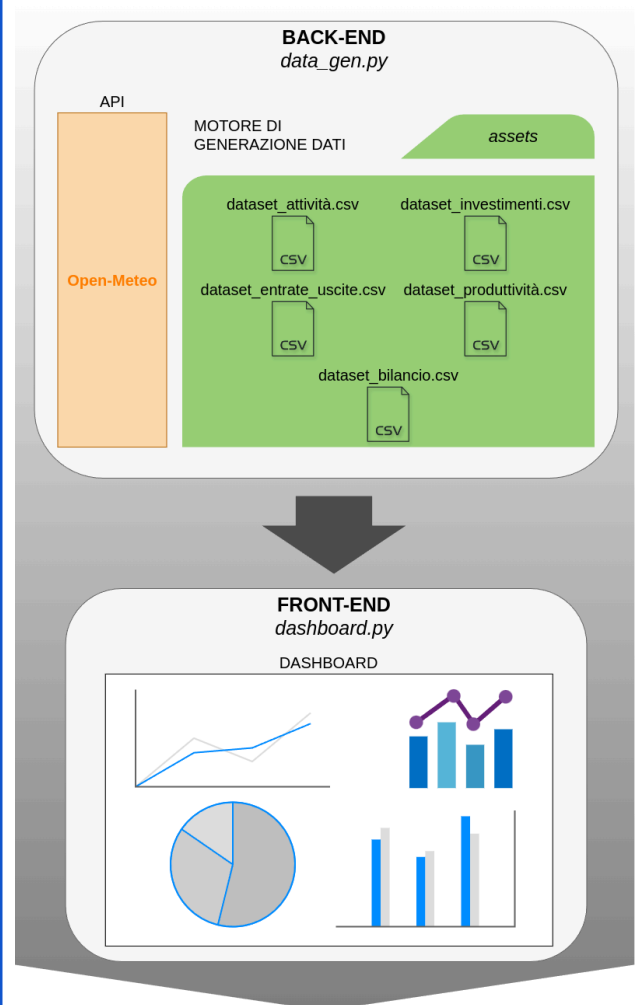 BACK-END
data_gen.py
API
MOTORE DI
GENERAZIONE DATI
assets
Open-Meteo
dataset_attività.csv
dataset_investimenti.csv
CSV
CSV
dataset_entrate_uscite.csv
dataset_produttività.csv
CSV
CSV
dataset_bilancio.csv
CSV
FRONT-END
dashboard.py
DASHBOARD